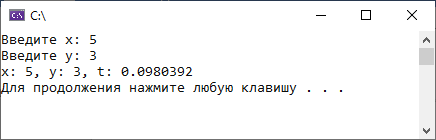 C:\
Введите x: 5
Введите y: 3
x: 5, y: 3, t: 0.0980392
Для продолжения нажмите любую клавишу . . .